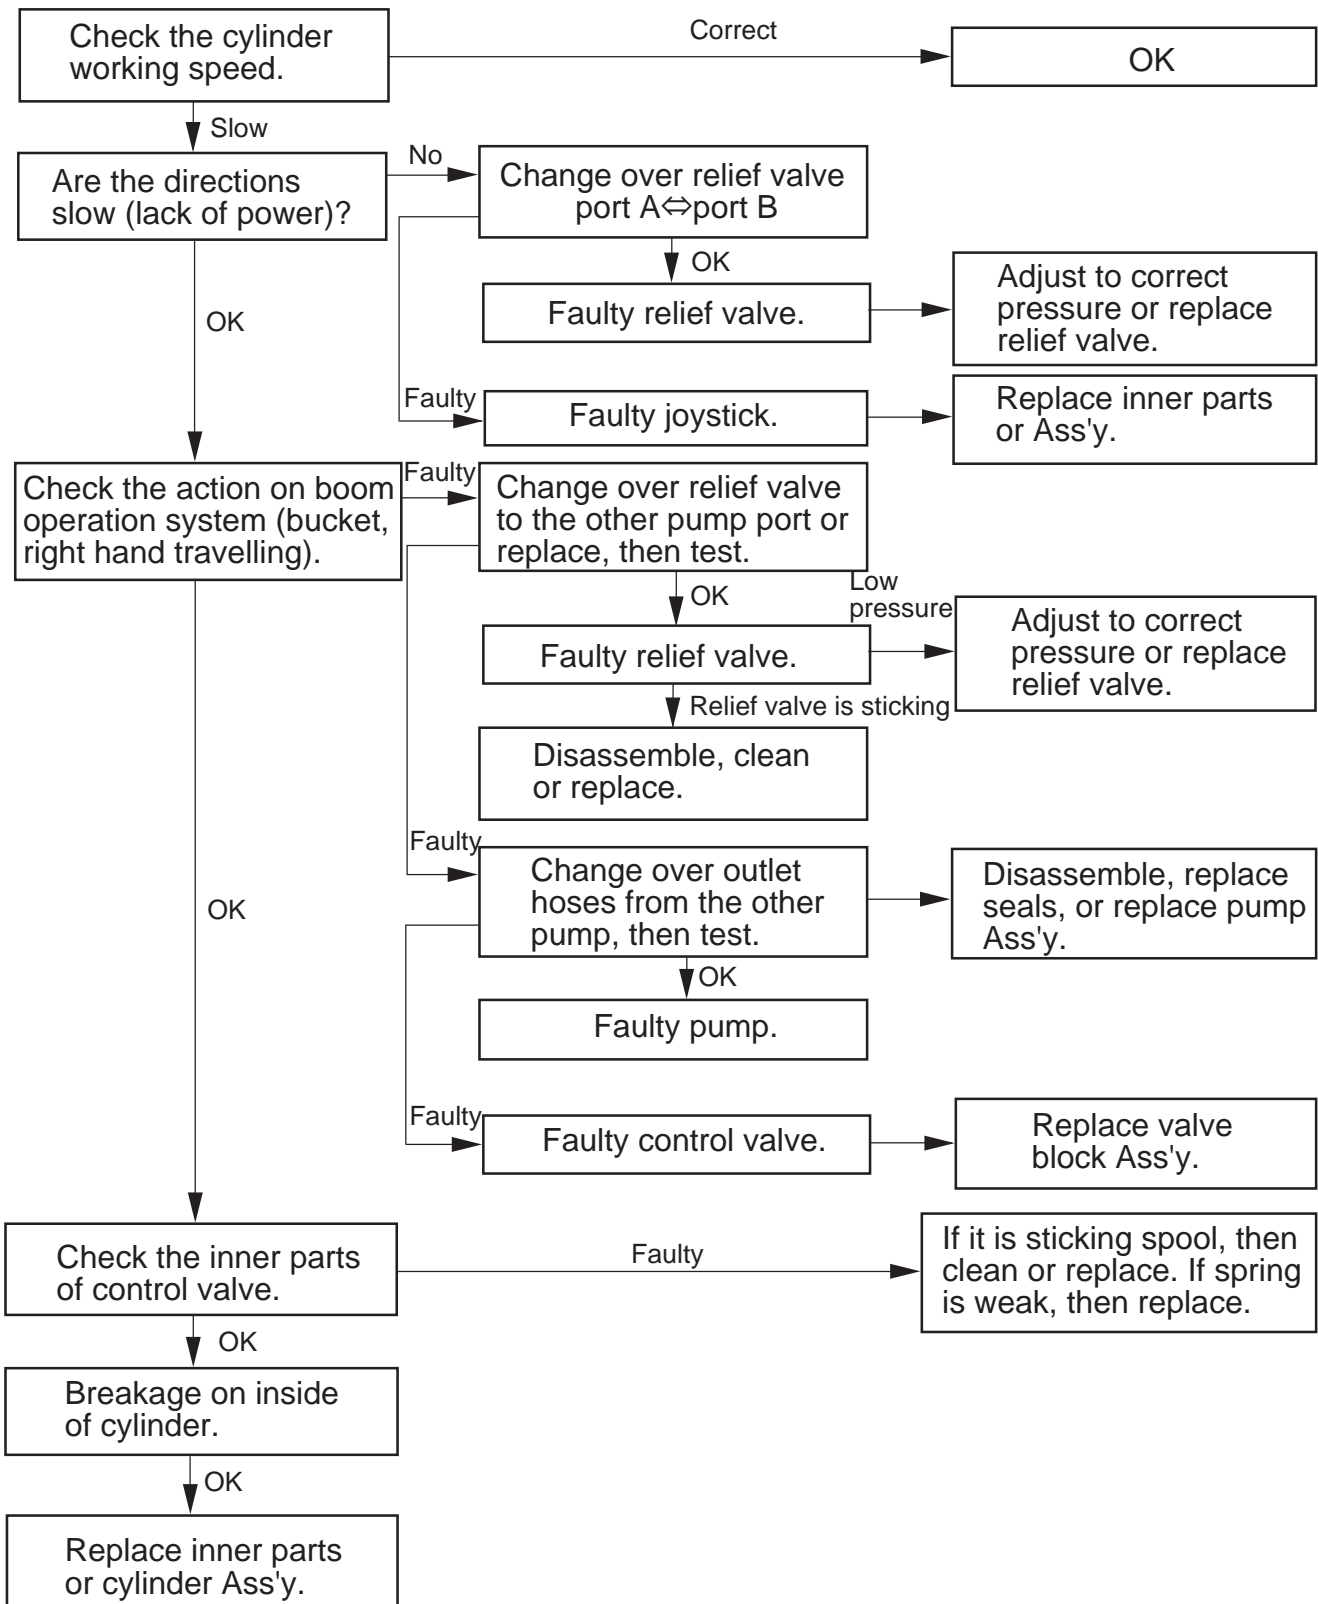 Check the cylinder
working speed.
Correct
OK
Slow
Are the directions
slow (lack of power)?
No
Change over relief valve
port A⇔port B
OK
Faulty relief valve.
Adjust to correct
pressure or replace
relief valve.
OK
Faulty
Faulty joystick.
Replace inner parts
or Ass'y.
Check the action on boom
operation system (bucket,
right hand travelling).
Faulty
Change over relief valve
to the other pump port or
replace, then test.
OK
Low
pressure
Faulty relief valve.
Adjust to correct
pressure or replace
relief valve.
Relief valve is sticking
Disassemble, clean
or replace.
Faulty
Change over outlet
hoses from the other
pump, then test.
Disassemble, replace
seals, or replace pump
Ass'y.
OK
OK
Faulty pump.
Faulty
Faulty control valve.
Replace valve
block Ass'y.
Check the inner parts
of control valve.
Faulty
If it is sticking spool, then
clean or replace. If spring
is weak, then replace.
OK
Breakage on inside
of cylinder.
OK
Replace inner parts
or cylinder Ass'y.